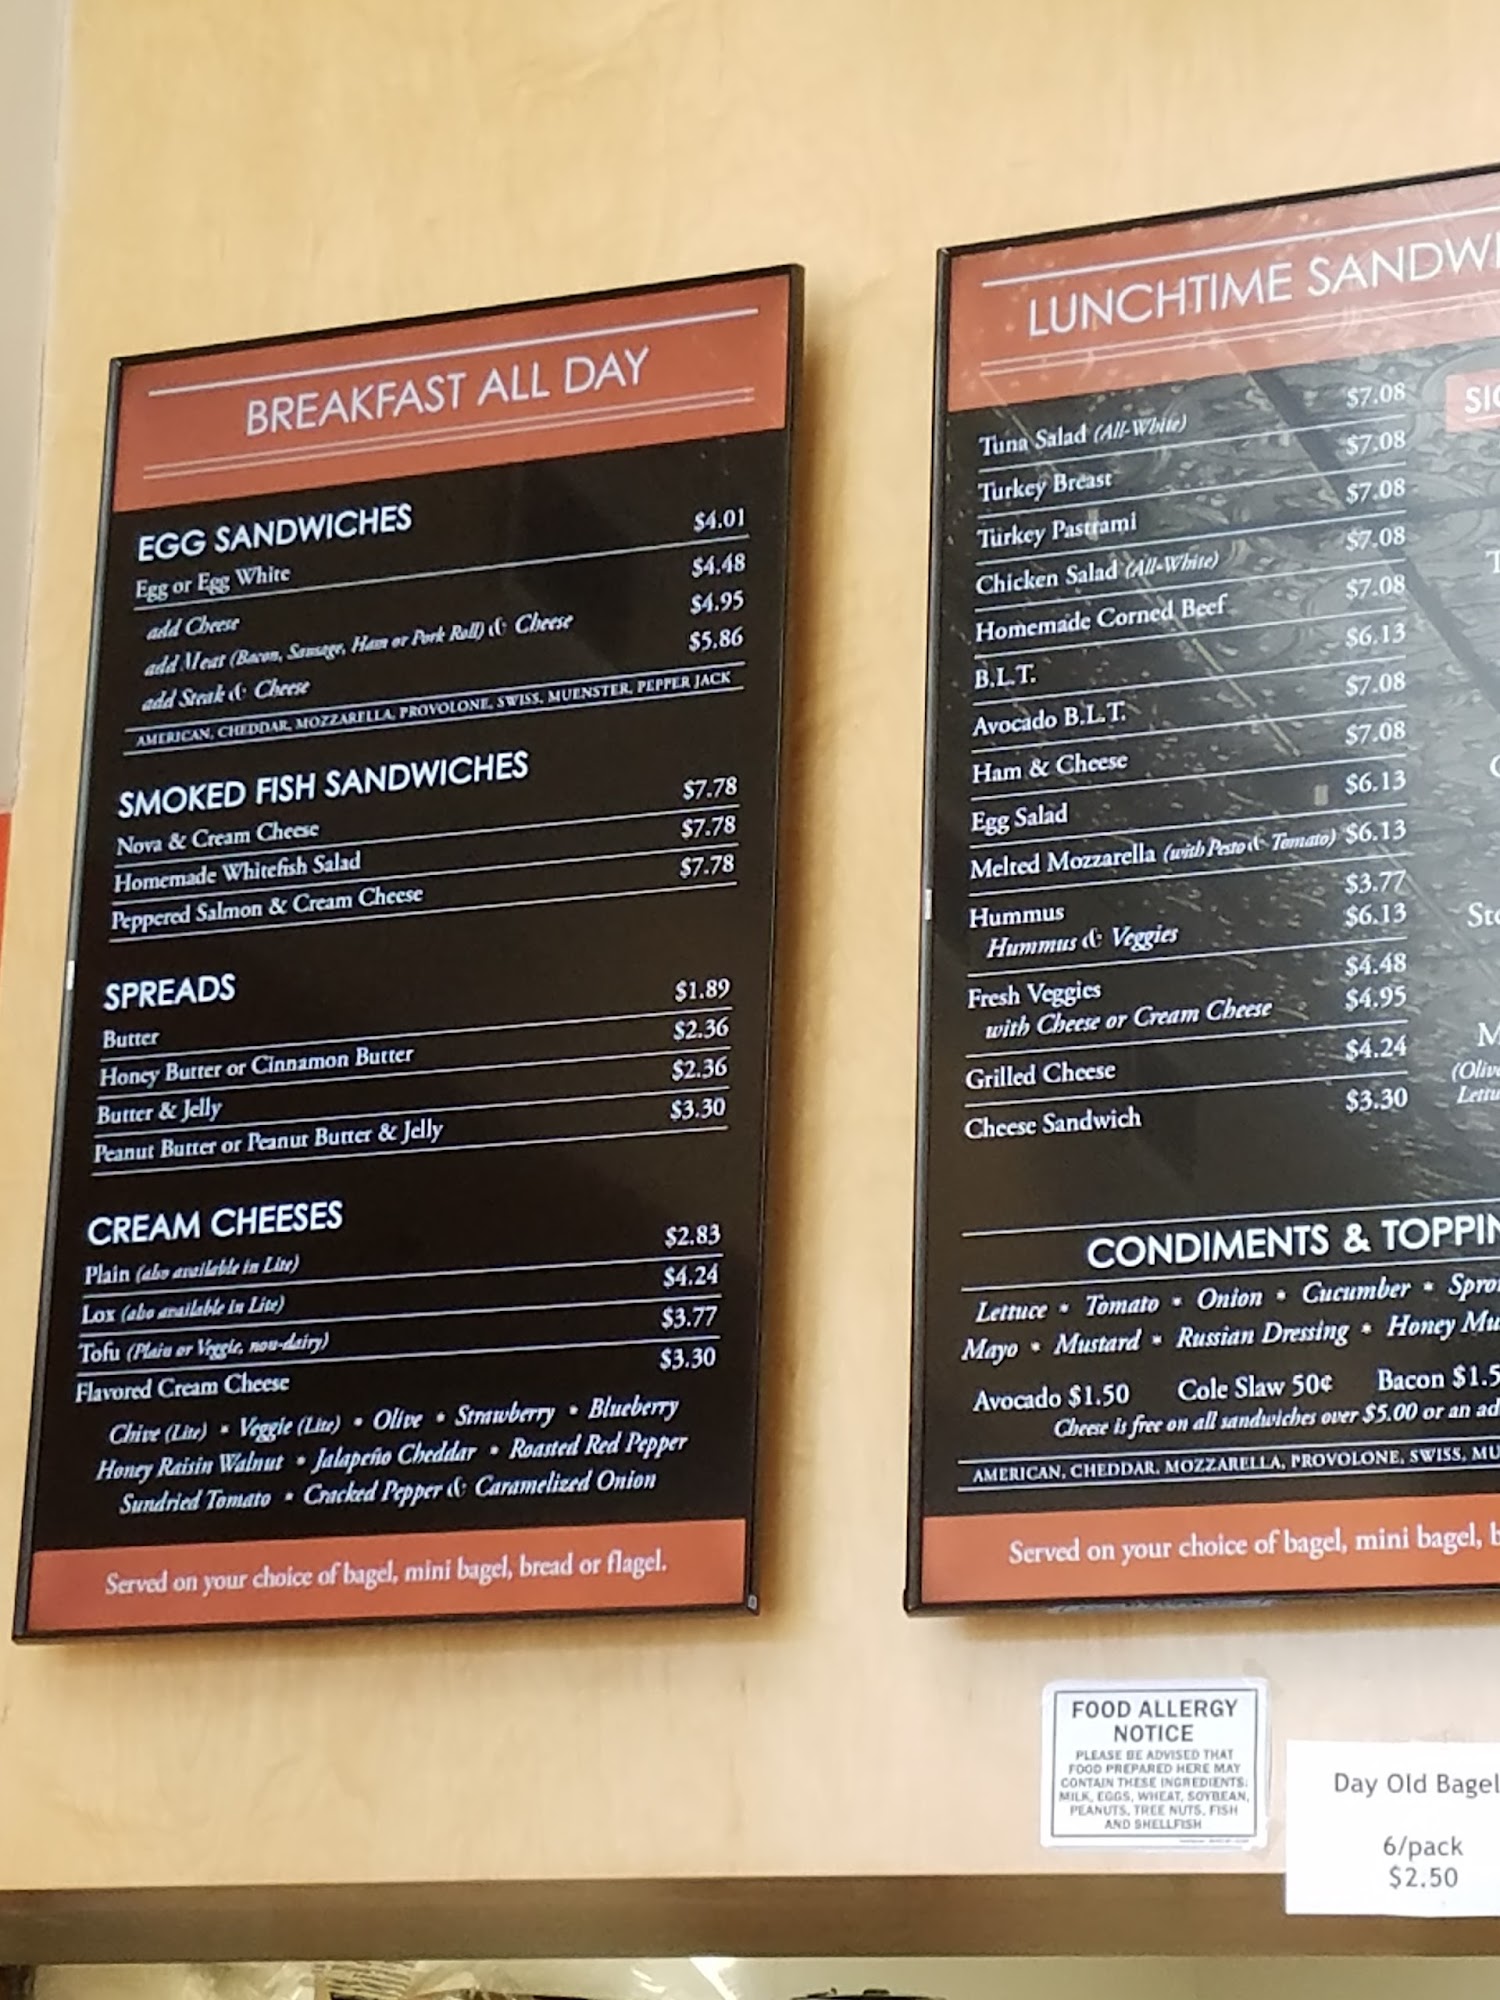 BREAKFAST ALL DAY
EGG SANDWICHES
Egg or Egg White $4.01
add Cheese $4.48
add Meat (Bacon, Sausage, Ham or Pork Roll) & Cheese $4.95
add Steak & Cheese $5.86
AMERICAN, CHEDDAR, MOZZARELLA, PROVOLONE, SWISS, MUENSTER, PEPPER JACK
SMOKED FISH SANDWICHES
Nova & Cream Cheese $7.78
Homemade Whitefish Salad $7.78
Peppered Salmon & Cream Cheese $7.78
SPREADS
Butter $1.89
Honey Butter or Cinnamon Butter $2.36
Butter & Jelly $2.36
Peanut Butter or Peanut Butter & Jelly $3.30
CREAM CHEESES
Plain (also available in Lite) $2.83
Lox (also available in Lite) $4.24
Tofu (Plain or Veggie, non-dairy) $3.77
Flavored Cream Cheese $3.30
Chive (Lite) • Veggie (Lite) • Olive • Strawberry • Blueberry
Honey Raisin Walnut • Jalapeño Cheddar • Roasted Red Pepper
Sundried Tomato • Cracked Pepper & Caramelized Onion
Served on your choice of bagel, mini bagel, bread or flagel.
LUNCHTIME SANDWI
Tuna Salad (All-White) $7.08
Turkey Breast $7.08
Turkey Pastrami $7.08
Chicken Salad (All-White) $7.08
Homemade Corned Beef $7.08
B.L.T. $6.13
Avocado B.L.T. $7.08
Ham & Cheese $7.08
Egg Salad $6.13
Melted Mozzarella (with Pesto & Tomato) $6.13
Hummus $3.77
Hummus & Veggies $6.13
Fresh Veggies $4.48
with Cheese or Cream Cheese $4.95
Grilled Cheese $4.24
Cheese Sandwich $3.30
CONDIMENTS & TOPPIN
Lettuce • Tomato • Onion • Cucumber • Spro
Mayo • Mustard • Russian Dressing • Honey Mu
Avocado $1.50 Cole Slaw 50¢ Bacon $1.5
Cheese is free on all sandwiches over $5.00 or an ad
AMERICAN, CHEDDAR, MOZZARELLA, PROVOLONE, SWISS, MU
Served on your choice of bagel, mini bagel, b
SIG
T
Sto
M
(Olive
Lettu
FOOD ALLERGY
NOTICE
PLEASE BE ADVISED THAT
FOOD PREPARED HERE MAY
CONTAIN THESE INGREDIENTS:
MILK, EGGS, WHEAT, SOYBEAN,
PEANUTS, TREE NUTS, FISH
AND SHELLFISH
Day Old Bagel
6/pack
$2.50